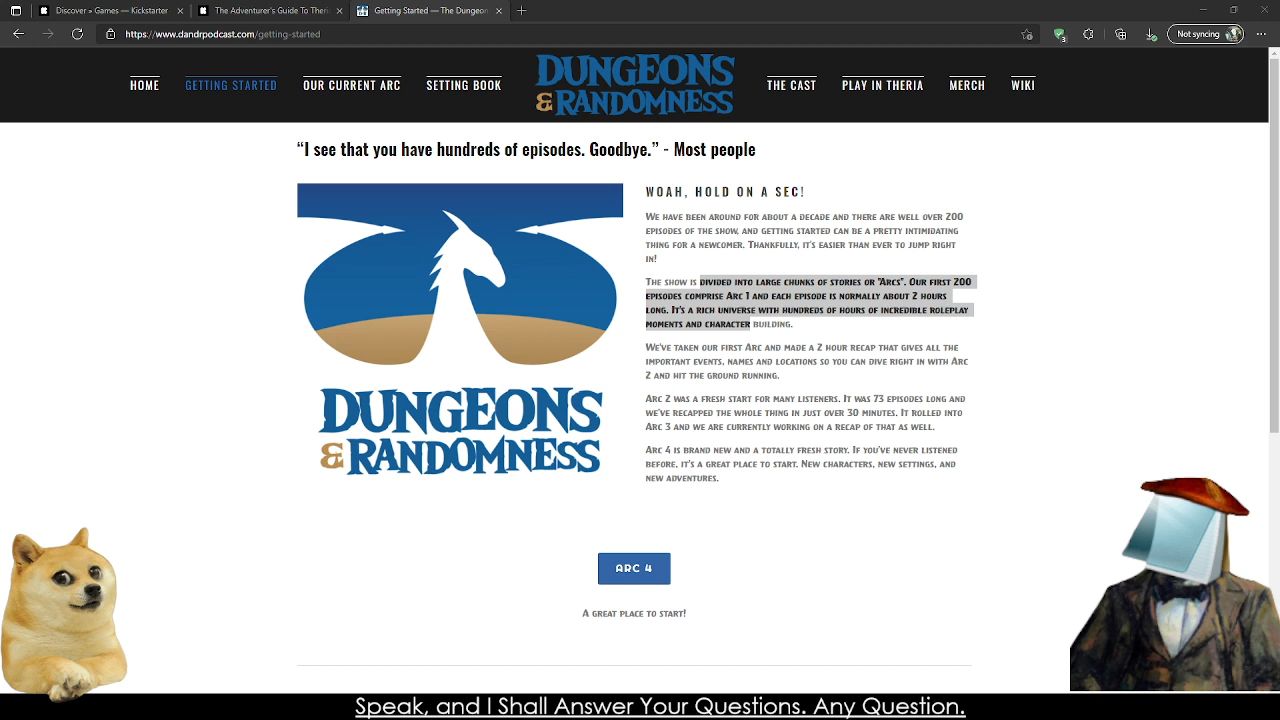 Discover » Games — Kickstarter
The Adventurer's Guide To Theri
Getting Started — The Dungeon
https://www.dandrpodcast.com/getting-started
Not syncing
HOME
GETTING STARTED
OUR CURRENT ARC
SETTING BOOK
DUNGEONS
& RANDOMNESS
THE CAST
PLAY IN THERIA
MERCH
WIKI
“I see that you have hundreds of episodes. Goodbye.” - Most people
DUNGEONS
& RANDOMNESS
WOAH, HOLD ON A SEC!
We have been around for about a decade and there are well over 200
episodes of the show, and getting started can be a pretty intimidating
thing for a newcomer. Thankfully, it's easier than ever to jump right
in!
The show is divided into large chunks of stories or "Arcs". Our first 200
episodes comprise Arc 1 and each episode is normally about 2 hours
long. It's a rich universe with hundreds of hours of incredible roleplay
moments and character building.
We've taken our first Arc and made a 2 hour recap that gives all the
important events, names and locations so you can dive right in with Arc
2 and hit the ground running.
Arc 2 was a fresh start for many listeners. It was 73 episodes long and
we've recapped the whole thing in just over 30 minutes. It rolled into
Arc 3 and we are currently working on a recap of that as well.
Arc 4 is brand new and a totally fresh story. If you've never listened
before, it's a great place to start. New characters, new settings, and
new adventures.
ARC 4
A great place to start!
Speak, and I Shall Answer Your Questions. Any Question.